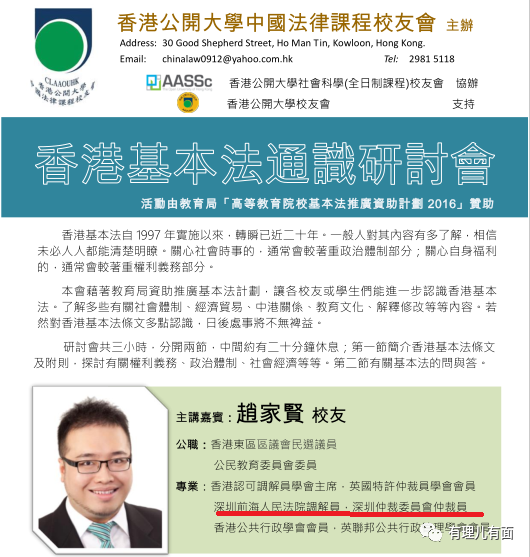 香港公開大學中國法律課程校友會 主辦
Address: 30 Good Shepherd Street, Ho Man Tin, Kowloon, Hong Kong.
Email: chinalaw0912@yahoo.com.hk Tel: 2981 5118
CLAAOUHK
香港公開大學中國法律課程校友會
AASSc 香港公開大學社會科學(全日制課程)校友會 協辦
香港公開大學校友會 支持
香港基本法通識研討會
活動由教育局「高等教育院校基本法推廣資助計劃 2016」贊助
香港基本法自 1997 年實施以來，轉瞬已近二十年。一般人對其內容有多了解，相信
未必人人都能清楚明瞭。關心社會時事的，通常會較著重政治體制部分；關心自身福利
的，通常會較著重權利義務部分。
本會藉著教育局資助推廣基本法計劃，讓各校友或學生們能進一步認識香港基本
法。了解多些有關社會體制、經濟貿易、中港關係、教育文化、解釋修改等等內容。若
然對香港基本法條文多點認識，日後處事將不無裨益。
研討會共三小時，分開兩節，中間約有二十分鐘休息；第一節簡介香港基本法條文
及附則，探討有關權利義務、政治體制、社會經濟等等。第二節有關基本法的問與答。
主講嘉賓：趙家賢 校友
公職：香港東區區議會民選議員
公民教育委員會委員
專業：香港認可調解員學會主席，英國特許仲裁員學會會員
深圳前海人民法院調解員，深圳仲裁委員會仲裁員
香港公共行政學會會員，英聯邦公共行政管理學會會員
有理儿有面